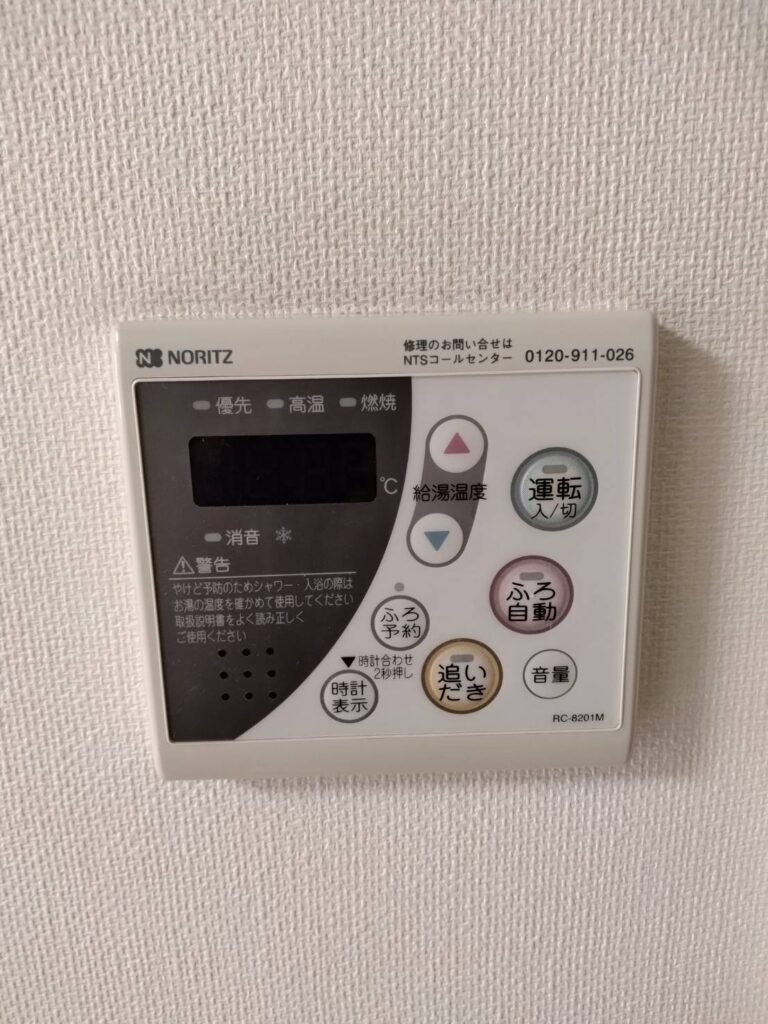 NORITZ
修理のお問い合せは
NTSコールセンター 0120-911-026
優先 高温 燃焼
℃
給湯温度
運転
入/切
消音
警告
やけど予防のためシャワー・入浴の際は
お湯の温度を確かめて使用してください
取扱説明書をよく読み正しく
ご使用ください
ふろ
自動
ふろ
予約
▼時計合わせ
2秒押し
時計
表示
追い
だき
音量
RC-8201M